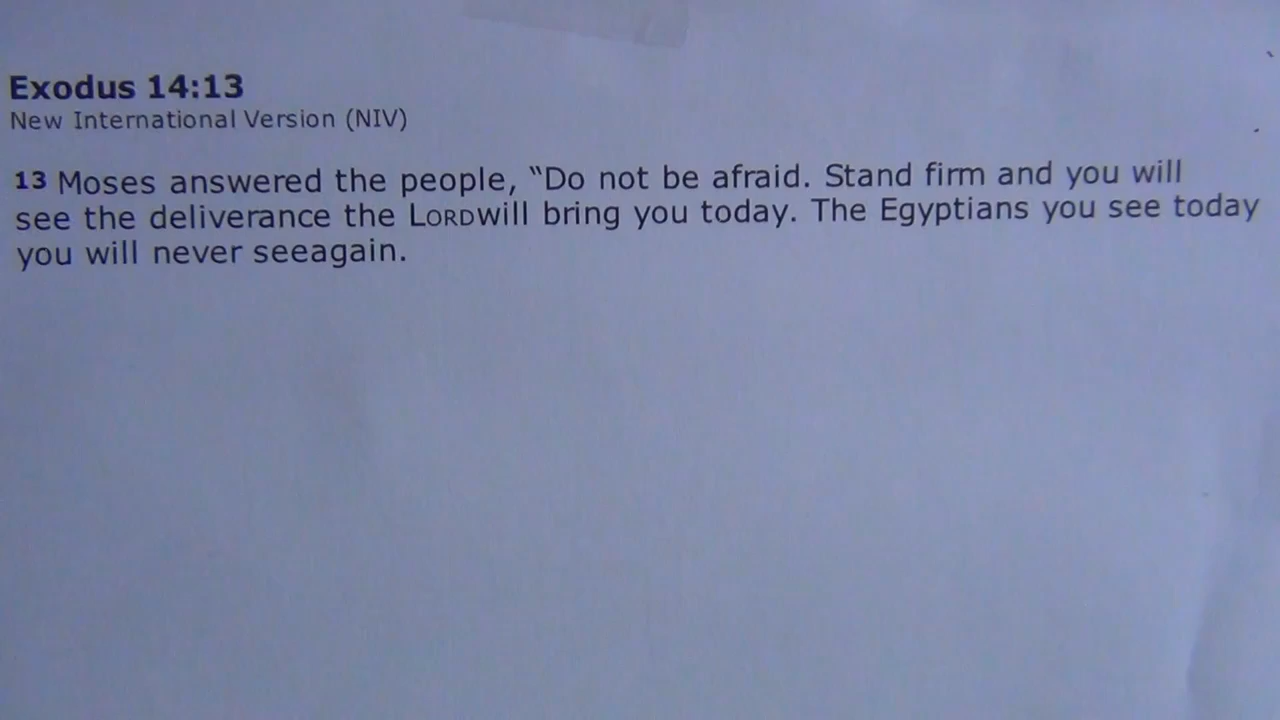 Exodus 14:13
New International Version (NIV)
13 Moses answered the people, “Do not be afraid. Stand firm and you will
see the deliverance the LORDwill bring you today. The Egyptians you see today
you will never seeagain.